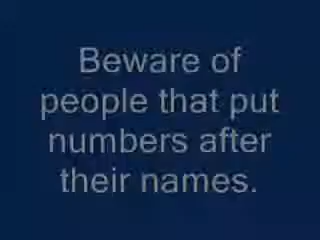 Beware of
people that put
numbers after
their names.